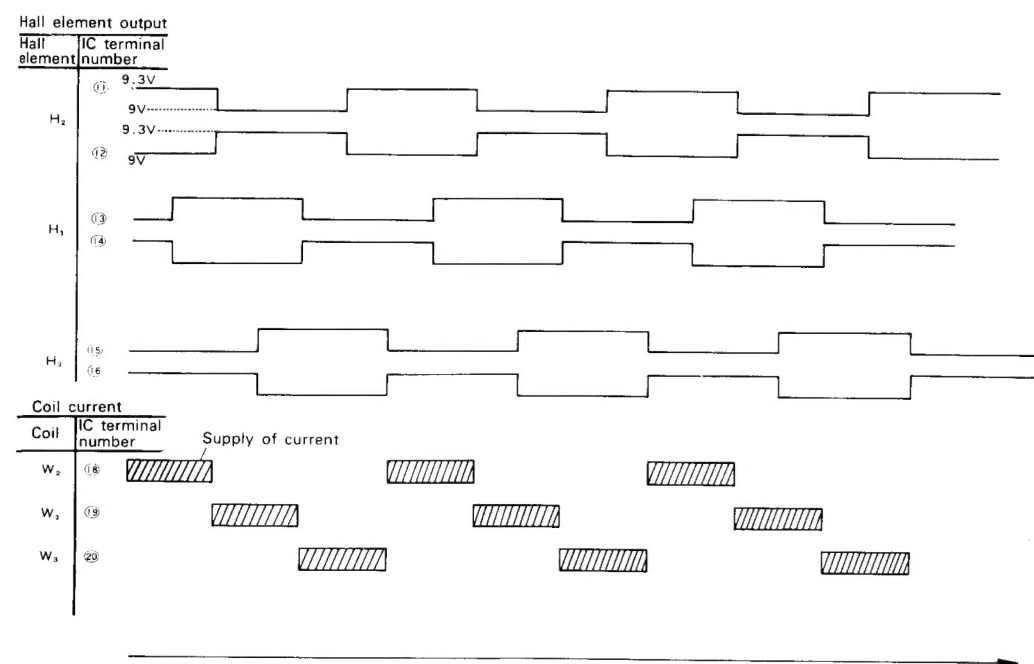 Hall element output
Hall element
IC terminal number
H₂
⑪
9.3V
9V
9.3V
⑫
9V
H₁
⑬
⑭
H₃
⑮
⑯
Coil current
Coil
IC terminal number
Supply of current
W₂ ⑱
⑲
W₃ ⑳